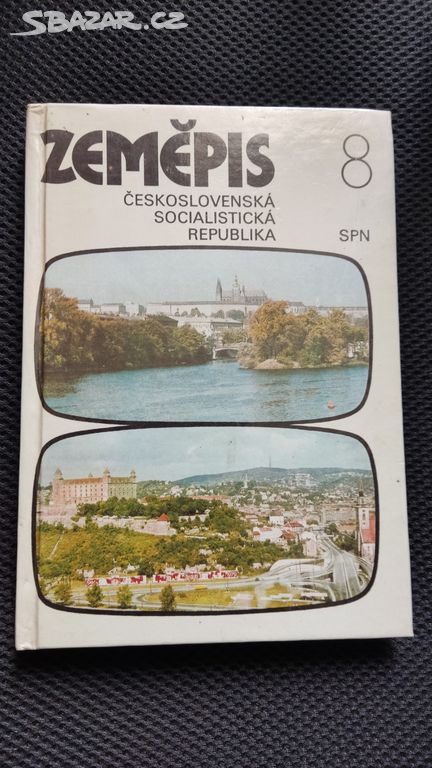 SBAZAR.CZ
ZEMĚPIS
8
ČESKOSLOVENSKÁ
SOCIALISTICKÁ
REPUBLIKA
SPN